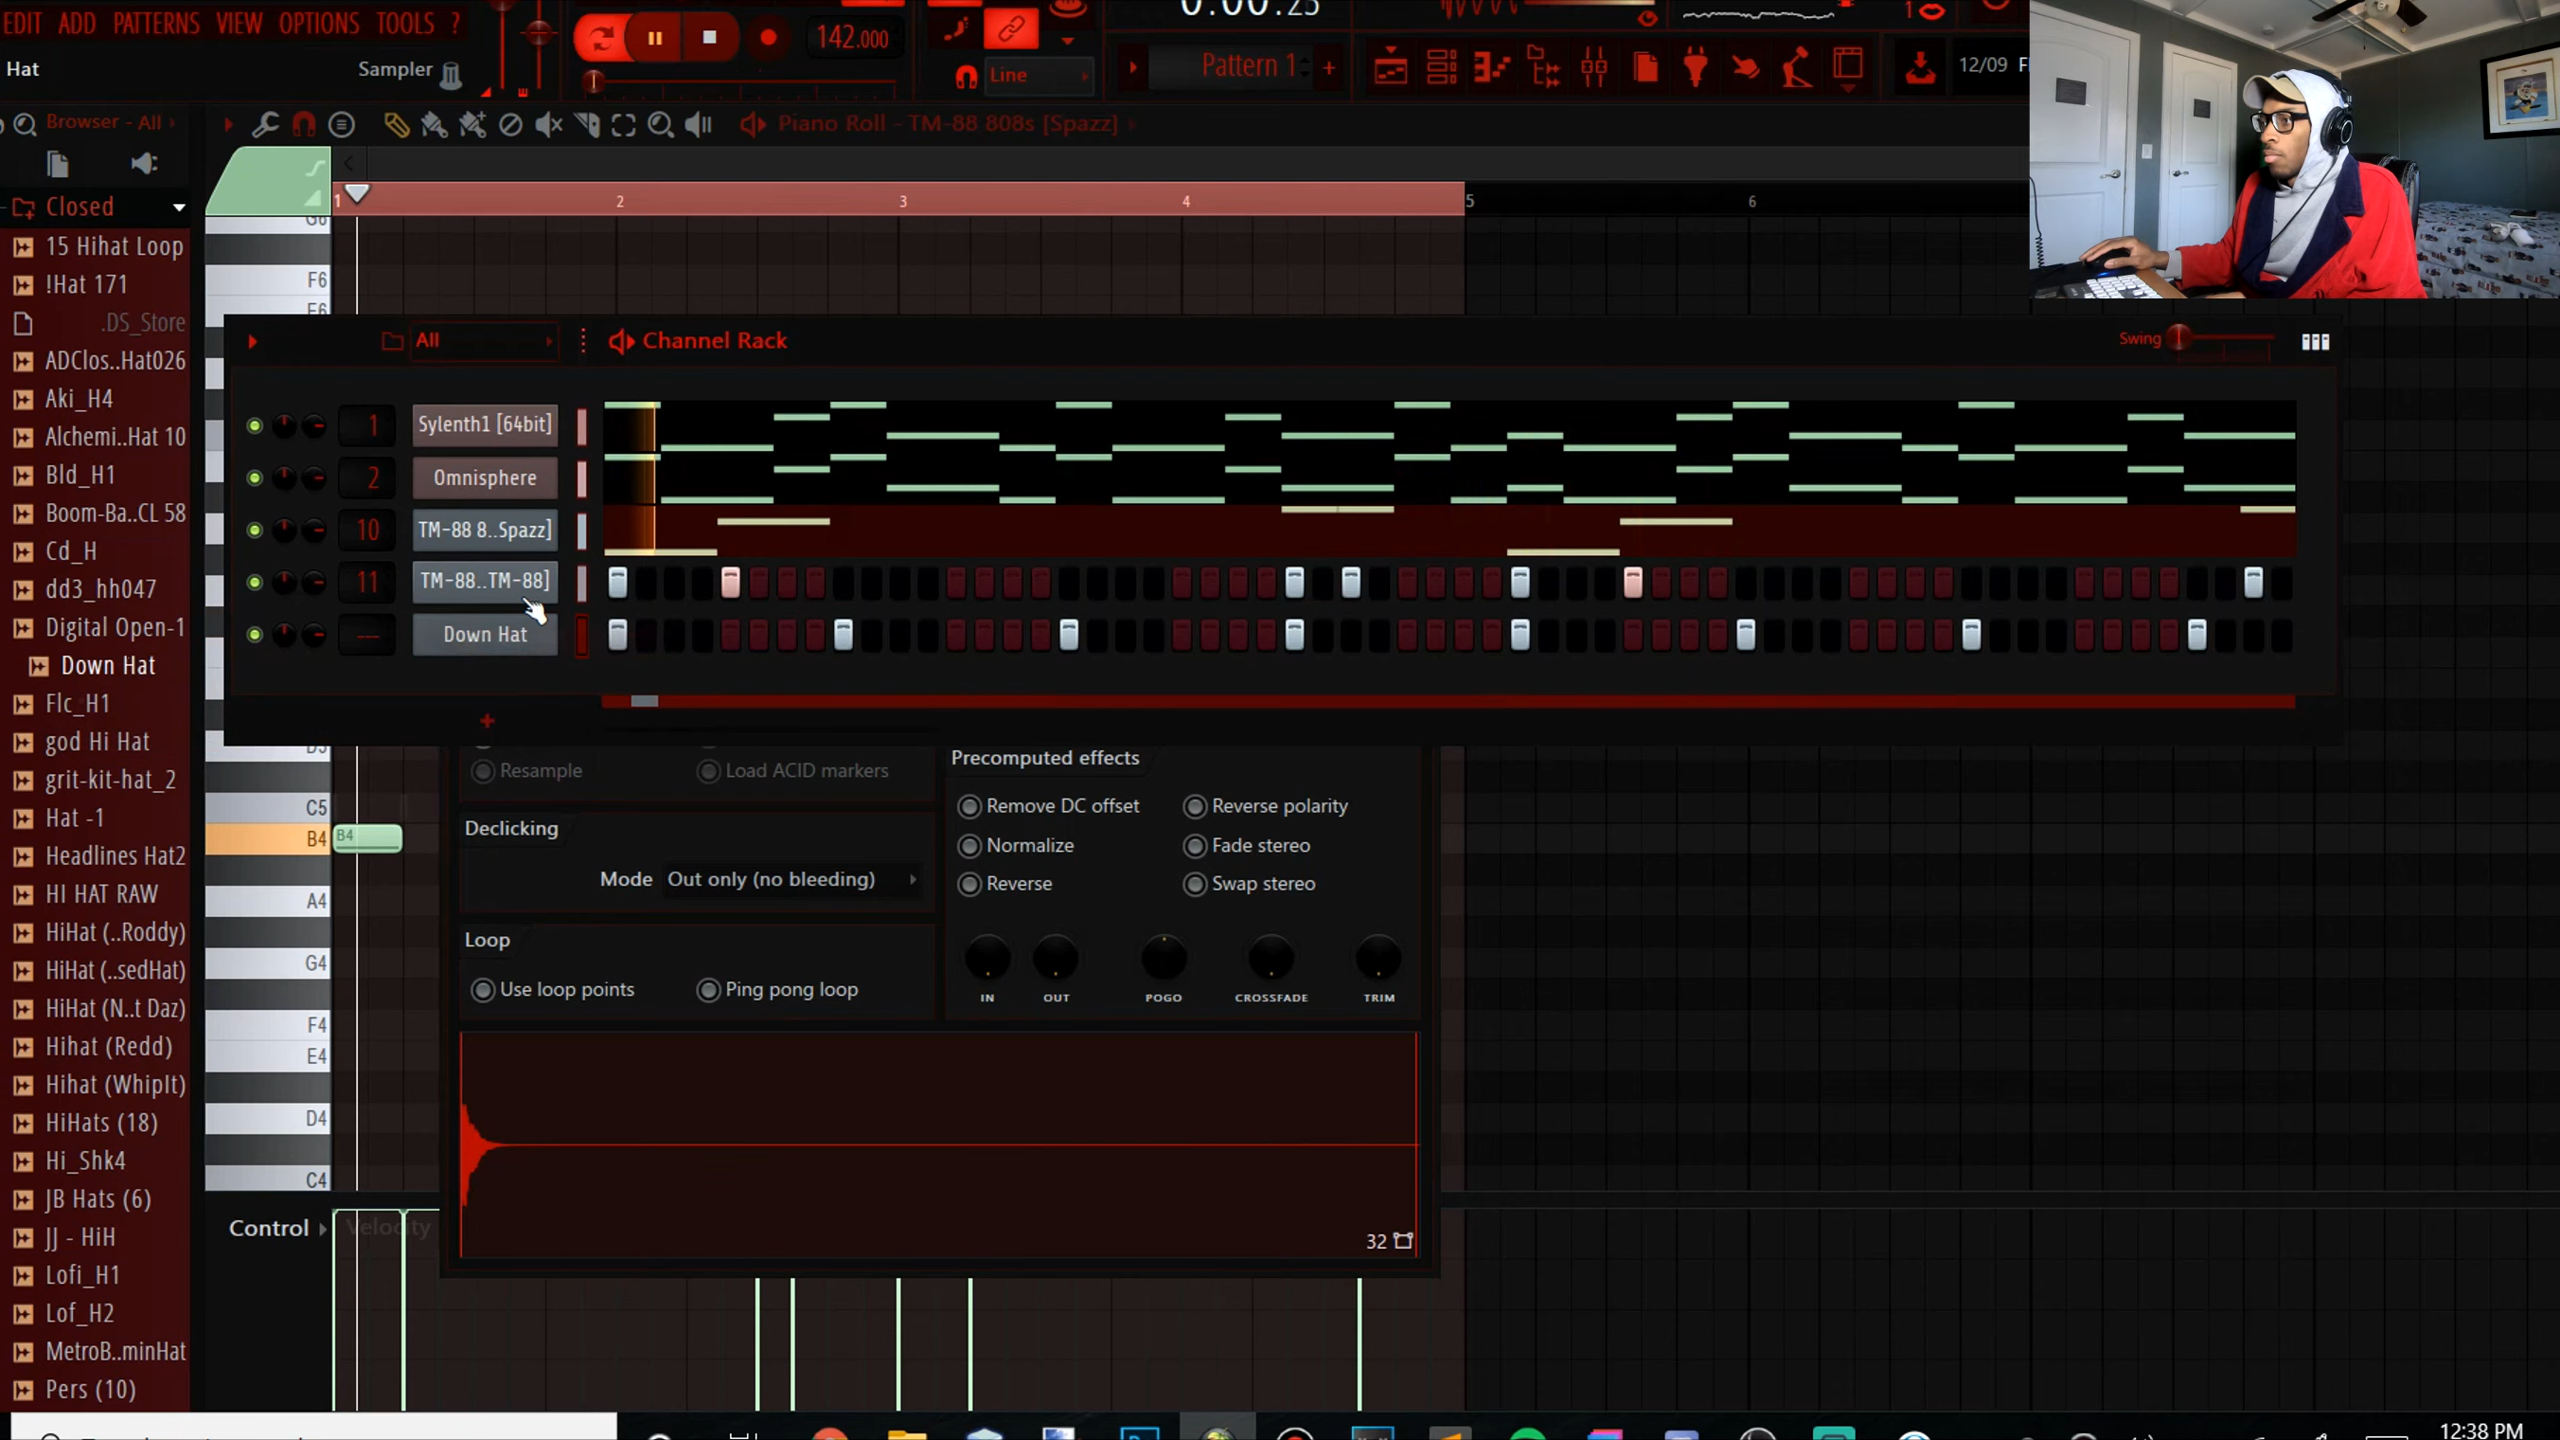 EDIT ADD PATTERNS VIEW OPTIONS TOOLS ?
142.000
Hat
Sampler
Line
Pattern 1
+
12/09
Browser - All
Piano Roll - TM-88 808s [Spazz]
1 2 3 4 5 6
Closed
15 Hihat Loop
!Hat 171
.DS_Store
ADClos..Hat026
Aki_H4
Alchemi..Hat 10
Bld_H1
Boom-Ba..CL 58
Cd_H
dd3_hh047
Digital Open-1
Down Hat
Flc_H1
god Hi Hat
grit-kit-hat_2
Hat -1
Headlines Hat2
HI HAT RAW
HiHat (..Roddy)
HiHat (..sedHat)
HiHat (N..t Daz)
Hihat (Redd)
Hihat (WhipIt)
HiHats (18)
Hi_Shk4
JB Hats (6)
JJ - HiH
Lofi_H1
Lof_H2
MetroB..minHat
Pers (10)
F6
All
Channel Rack
Swing
1 Sylenth1 [64bit]
2 Omnisphere
10 TM-88 8..Spazz]
11 TM-88..TM-88]
--- Down Hat
+
C5
B4
B4
A4
G4
F4
E4
D4
C4
Resample
Load ACID markers
Declicking
Mode Out only (no bleeding)
Loop
Use loop points
Ping pong loop
Precomputed effects
Remove DC offset
Reverse polarity
Normalize
Fade stereo
Reverse
Swap stereo
IN OUT POGO CROSSFADE TRIM
32
Control
Velocity
12:38 PM